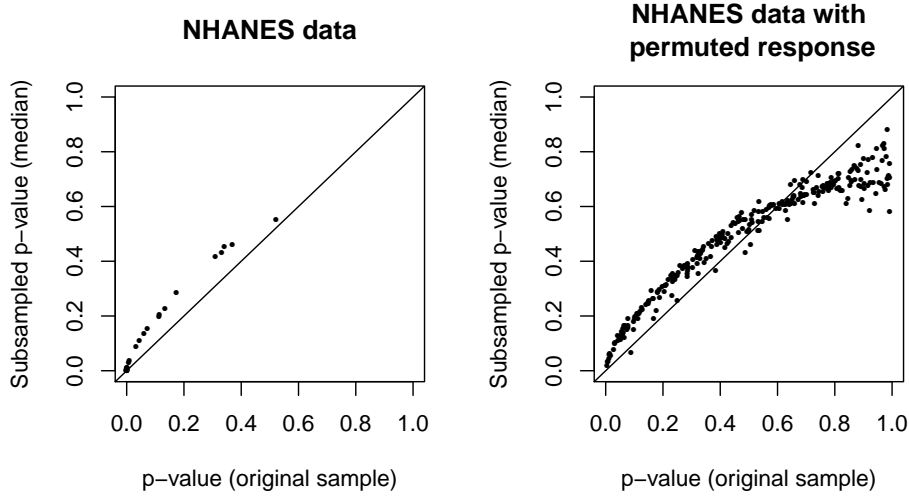 NHANES data
Subsampled p−value (median)
1.0
0.8
0.6
0.4
0.2
0.0
0.0 0.2 0.4 0.6 0.8 1.0
p−value (original sample)
NHANES data with
permuted response
Subsampled p−value (median)
1.0
0.8
0.6
0.4
0.2
0.0
0.0 0.2 0.4 0.6 0.8 1.0
p−value (original sample)